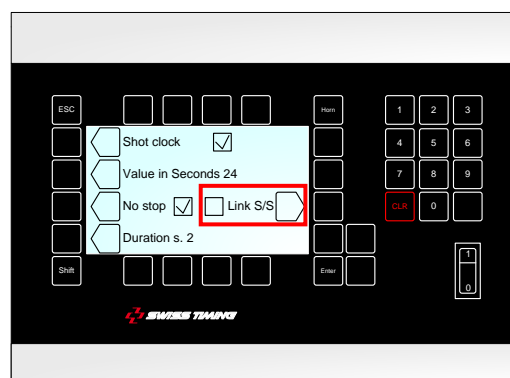 ESC
Horn
1 2 3
Shot clock
4 5 6
Value in Seconds 24
7 8 9
No stop
Link S/S
CLR 0
Duration s. 2
Shift
Enter
1
0
SWISS TIMING